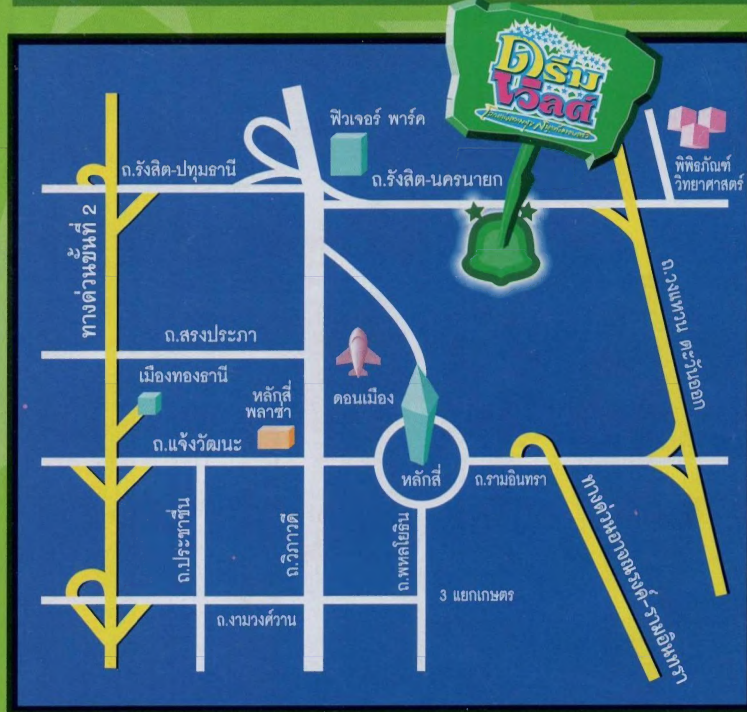 ดรีม
เวิลด์
ฟิวเจอร์ พาร์ค
ถ.รังสิต-ปทุมธานี
ถ.รังสิต-นครนายก
พิพิธภัณฑ์
วิทยาศาสตร์
ทางด่วนขั้นที่ 2
ถ.วงแหวน ตะวันออก
ถ.สรงประภา
เมืองทองธานี
หลักสี่
พลาซ่า
ดอนเมือง
ถ.แจ้งวัฒนะ
หลักสี่
ถ.รามอินทรา
ถ.ประชาชื่น
ถ.วิภาวดี
ถ.พหลโยธิน
ทางด่วนอาจณรงค์-รามอินทรา
3 แยกเกษตร
ถ.งามวงศ์วาน